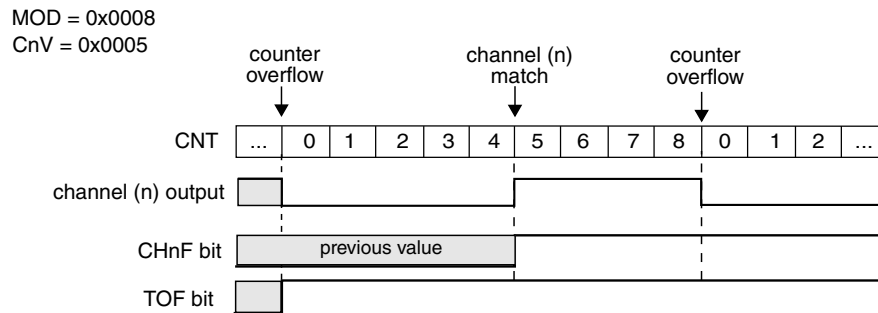 MOD = 0x0008
CnV = 0x0005
counter overflow
channel (n) match
counter overflow
CNT ... 0 1 2 3 4 5 6 7 8 0 1 2 ...
channel (n) output
CHnF bit previous value
TOF bit